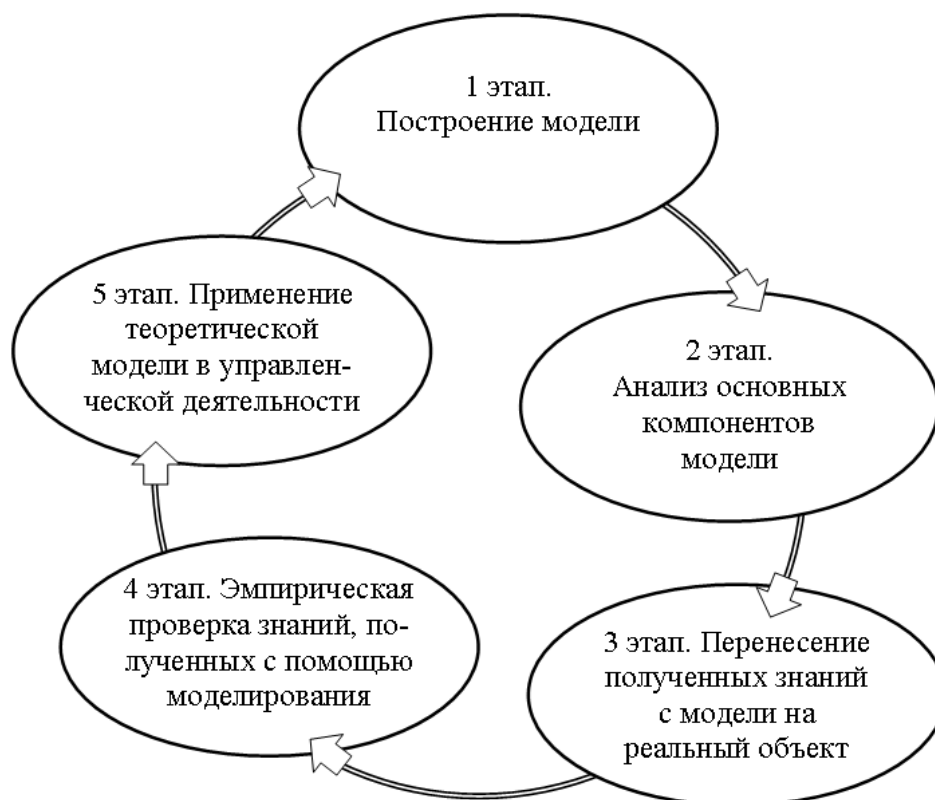 1 этап.
Построение модели
2 этап.
Анализ основных
компонентов
модели
3 этап. Перенесение
полученных знаний
с модели на
реальный объект
4 этап. Эмпирическая
проверка знаний, по-
лученных с помощью
моделирования
5 этап. Применение
теоретической
модели в управлен-
ческой деятельности